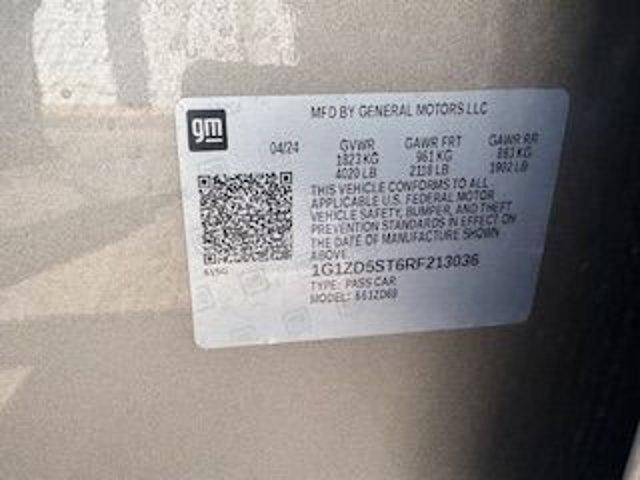 MFD BY GENERAL MOTORS LLC
gm
04/24 GVWR GAWR FRT GAWR RR
1823 KG 961 KG 863 KG
4020 LB 2118 LB 1902 LB
THIS VEHICLE CONFORMS TO ALL
APPLICABLE U.S. FEDERAL MOTOR
VEHICLE SAFETY, BUMPER, AND THEFT
PREVENTION STANDARDS IN EFFECT ON
THE DATE OF MANUFACTURE SHOWN
ABOVE.
1G1ZD5ST6RF213036
TYPE: PASS CAR
MODEL: